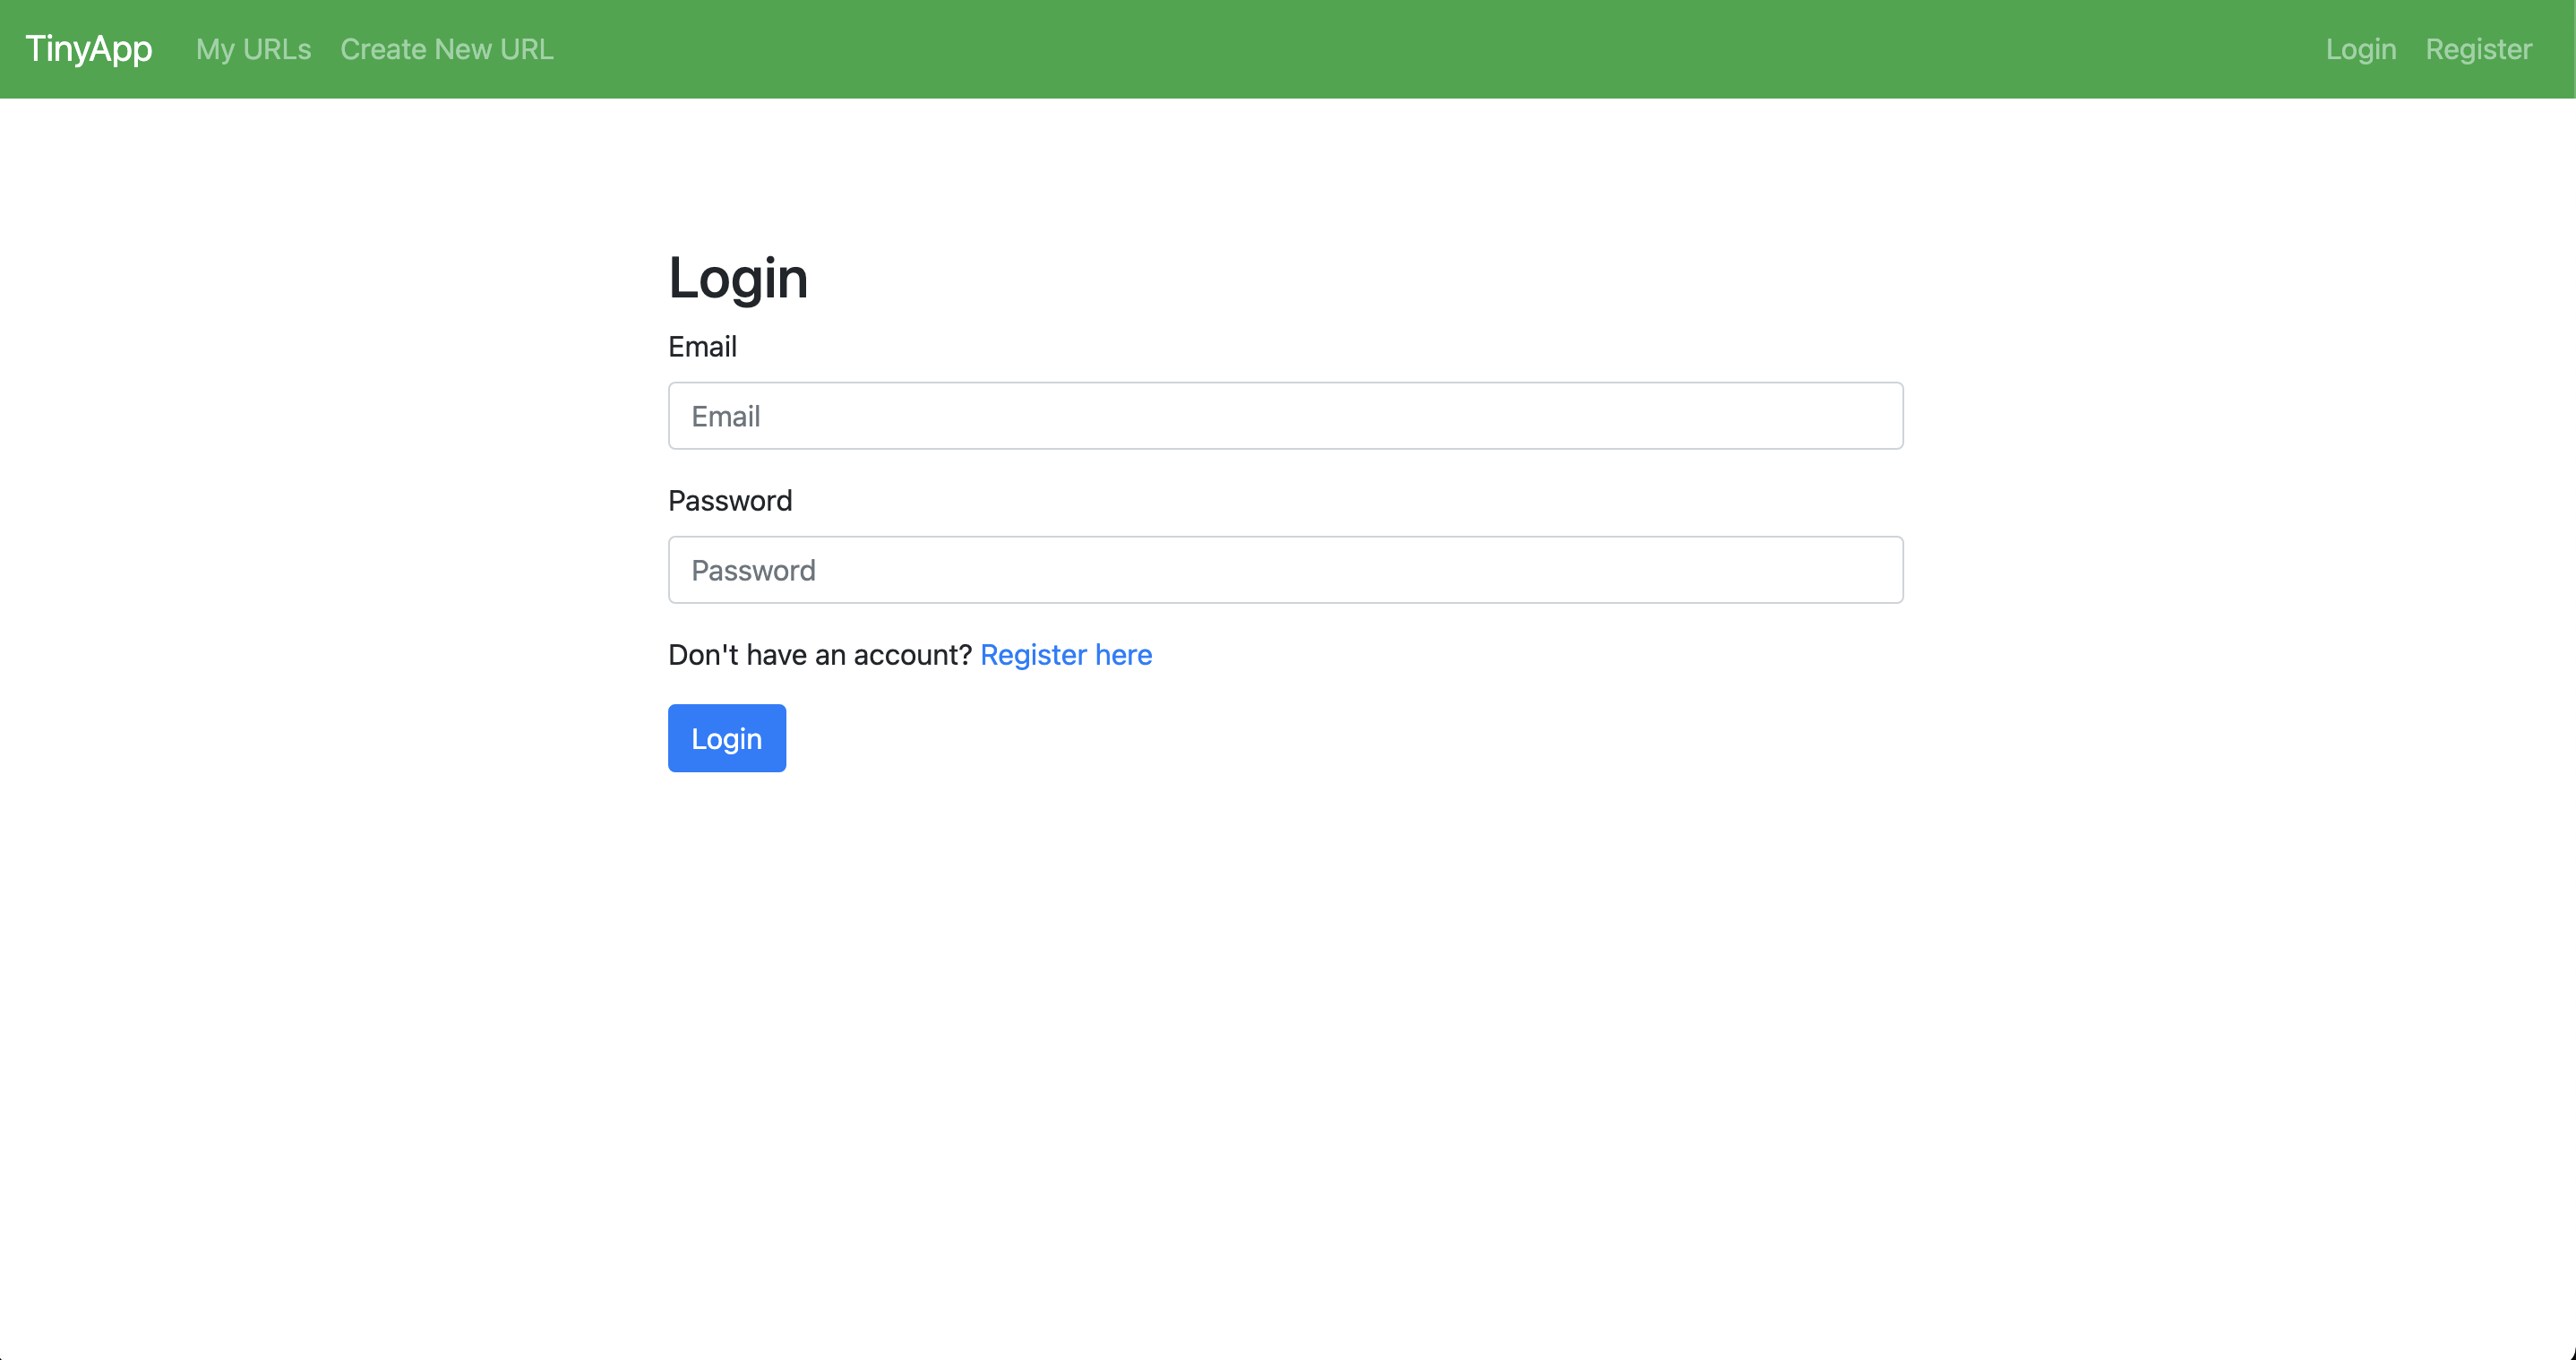 TinyApp My URLs Create New URL Login Register
Login
Email
Email
Password
Password
Don't have an account? Register here
Login